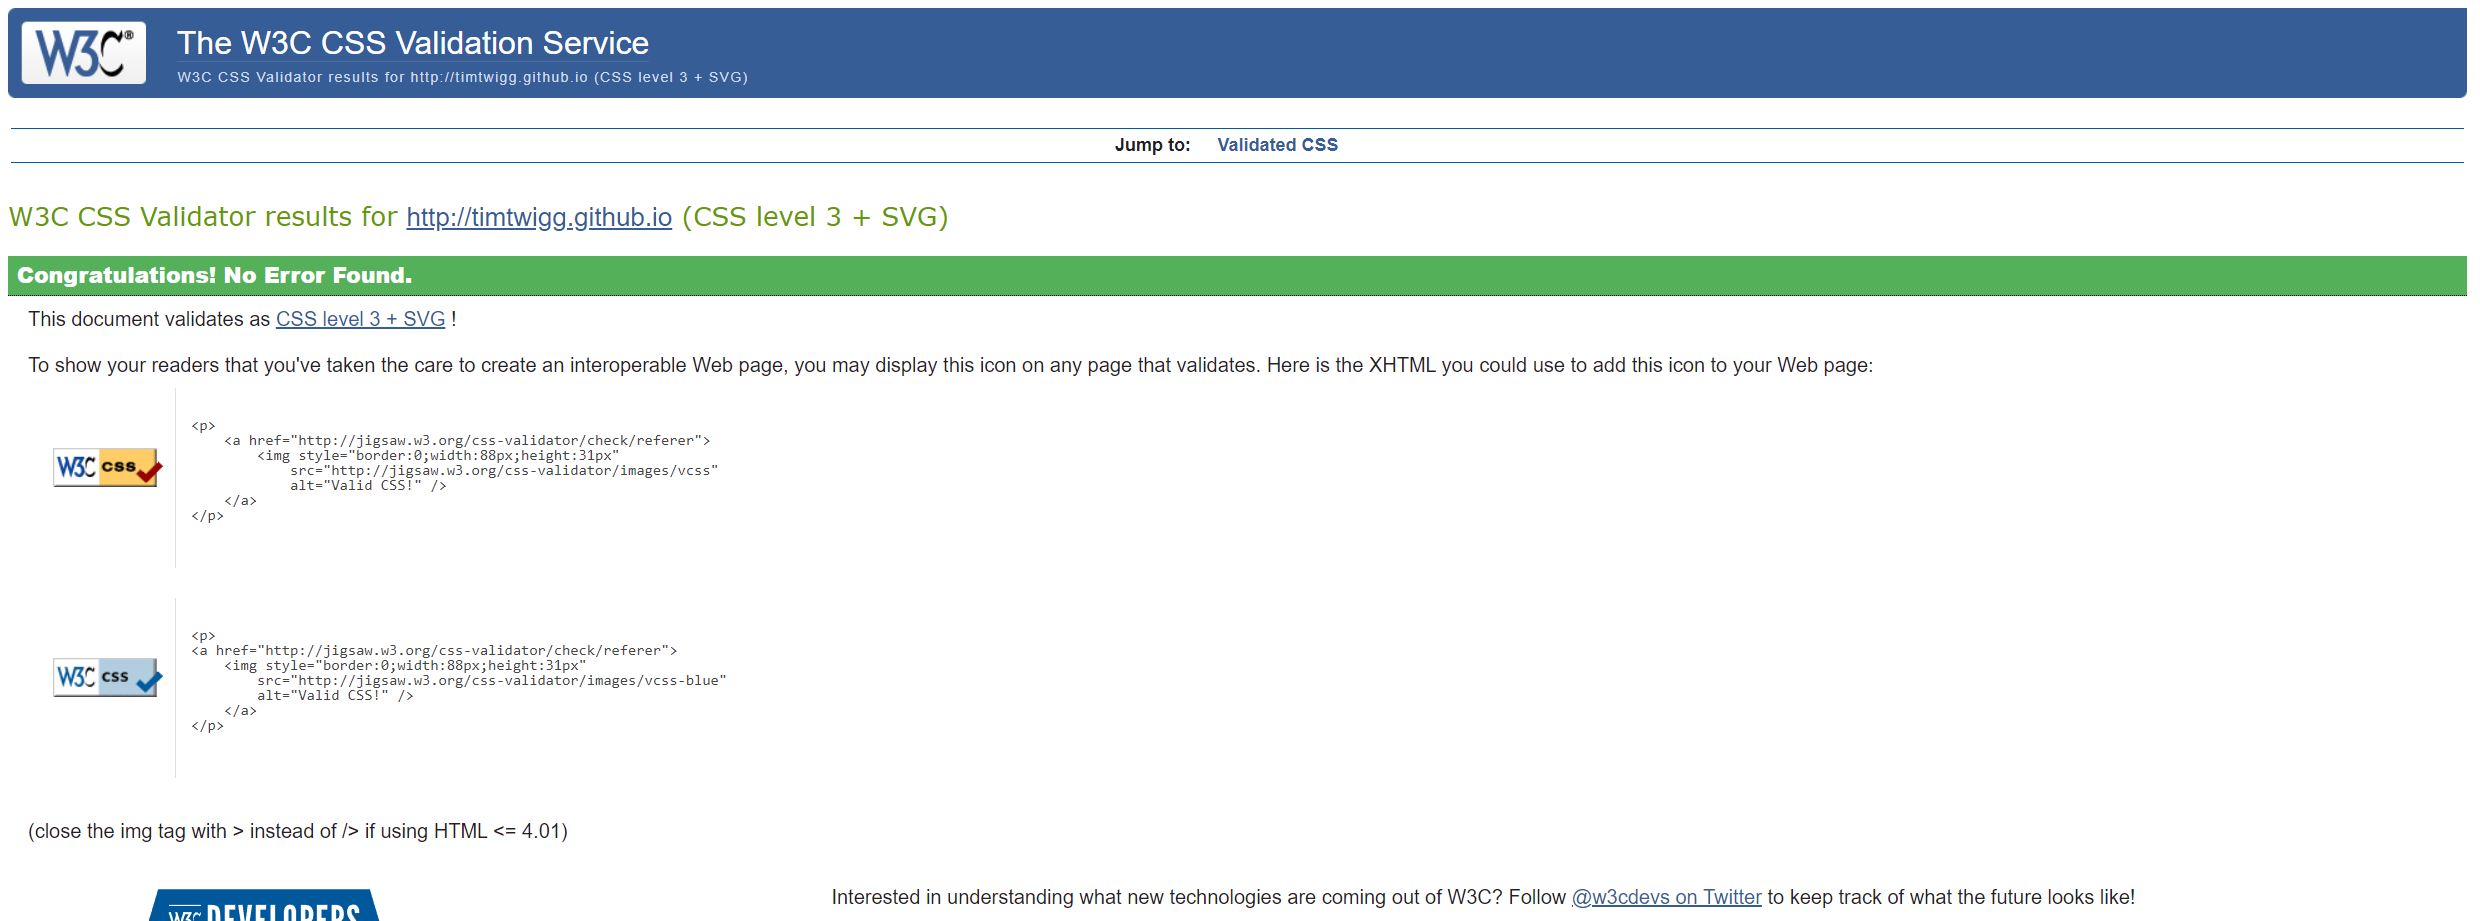 W3C®
The W3C CSS Validation Service
W3C CSS Validator results for http://timtwigg.github.io (CSS level 3 + SVG)
Jump to: Validated CSS
W3C CSS Validator results for http://timtwigg.github.io (CSS level 3 + SVG)
Congratulations! No Error Found.
This document validates as CSS level 3 + SVG !
To show your readers that you've taken the care to create an interoperable Web page, you may display this icon on any page that validates. Here is the XHTML you could use to add this icon to your Web page:
W3C css
<p>
    <a href="http://jigsaw.w3.org/css-validator/check/referer">
        <img style="border:0;width:88px;height:31px"
            src="http://jigsaw.w3.org/css-validator/images/vcss"
            alt="Valid CSS!" />
    </a>
</p>
W3C css
<p>
<a href="http://jigsaw.w3.org/css-validator/check/referer">
    <img style="border:0;width:88px;height:31px"
        src="http://jigsaw.w3.org/css-validator/images/vcss-blue"
        alt="Valid CSS!" />
    </a>
</p>
(close the img tag with > instead of /> if using HTML <= 4.01)
Interested in understanding what new technologies are coming out of W3C? Follow @w3cdevs on Twitter to keep track of what the future looks like!
W3C DEVELOPERS